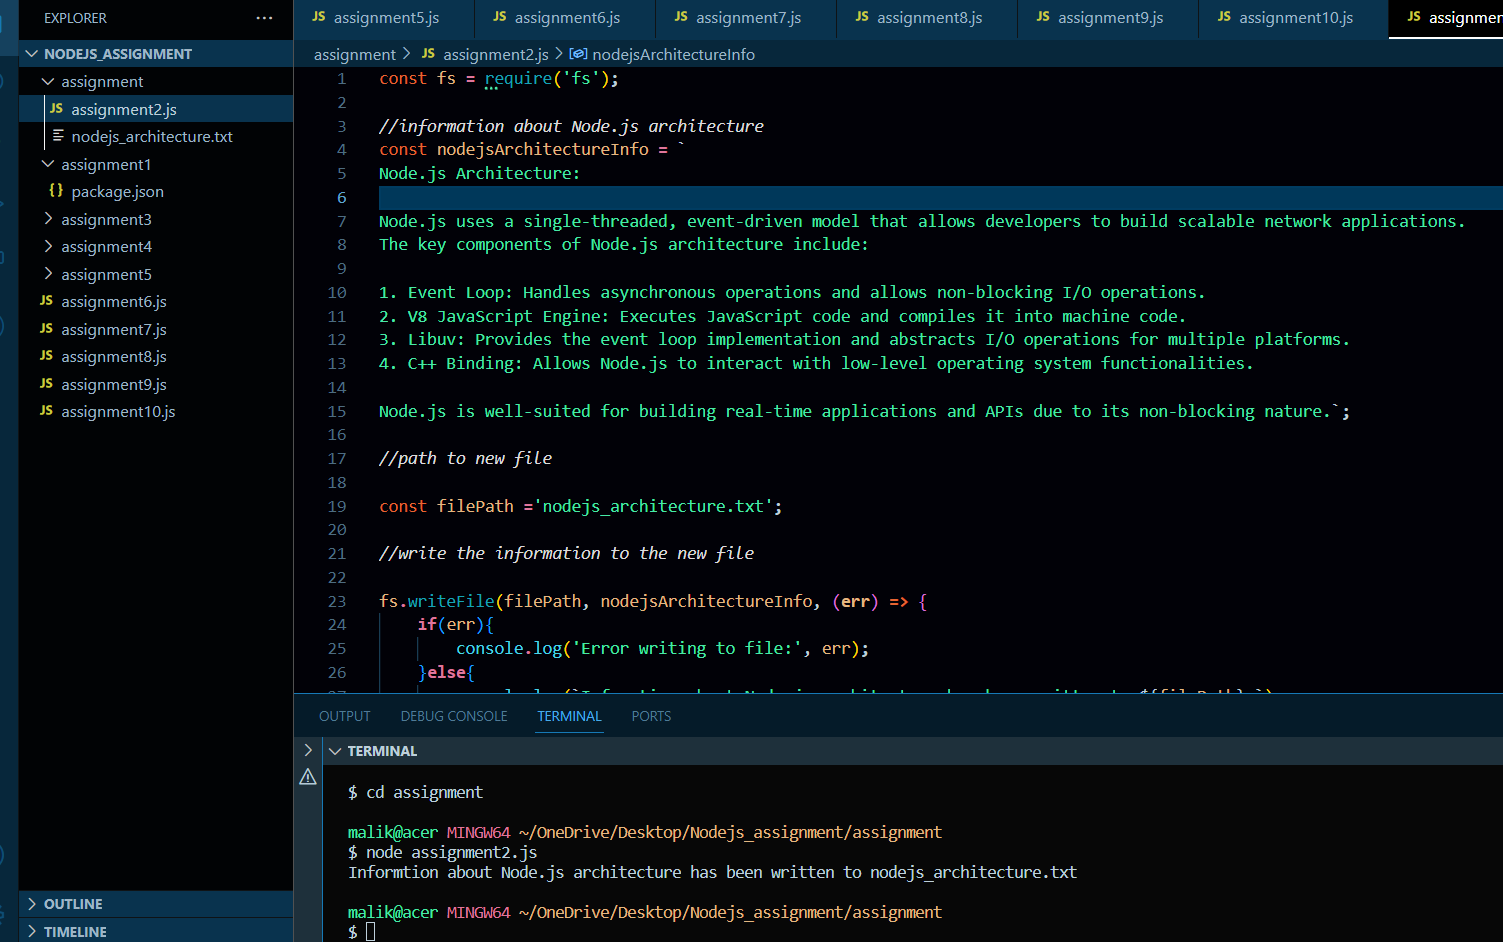 EXPLORER ...
NODEJS_ASSIGNMENT
assignment
JS assignment2.js
nodejs_architecture.txt
assignment1
{} package.json
assignment3
assignment4
assignment5
JS assignment6.js
JS assignment7.js
JS assignment8.js
JS assignment9.js
JS assignment10.js
OUTLINE
TIMELINE
JS assignment5.js JS assignment6.js JS assignment7.js JS assignment8.js JS assignment9.js JS assignment10.js JS
assignment > JS assignment2.js > nodejsArchitectureInfo
1 const fs = require('fs');
2
3 //information about Node.js architecture
4 const nodejsArchitectureInfo = `
5 Node.js Architecture:
6
7 Node.js uses a single-threaded, event-driven model that allows developers to build scalable network applications.
8 The key components of Node.js architecture include:
9
10 1. Event Loop: Handles asynchronous operations and allows non-blocking I/O operations.
11 2. V8 JavaScript Engine: Executes JavaScript code and compiles it into machine code.
12 3. Libuv: Provides the event loop implementation and abstracts I/O operations for multiple platforms.
13 4. C++ Binding: Allows Node.js to interact with low-level operating system functionalities.
14
15 Node.js is well-suited for building real-time applications and APIs due to its non-blocking nature.`;
16
17 //path to new file
18
19 const filePath ='nodejs_architecture.txt';
20
21 //write the information to the new file
22
23 fs.writeFile(filePath, nodejsArchitectureInfo, (err) => {
24 if(err){
25 console.log('Error writing to file:', err);
26 }else{
OUTPUT DEBUG CONSOLE TERMINAL PORTS
TERMINAL
$ cd assignment
malik@acer MINGW64 ~/OneDrive/Desktop/Nodejs_assignment/assignment
$ node assignment2.js
Informtion about Node.js architecture has been written to nodejs_architecture.txt
malik@acer MINGW64 ~/OneDrive/Desktop/Nodejs_assignment/assignment
$